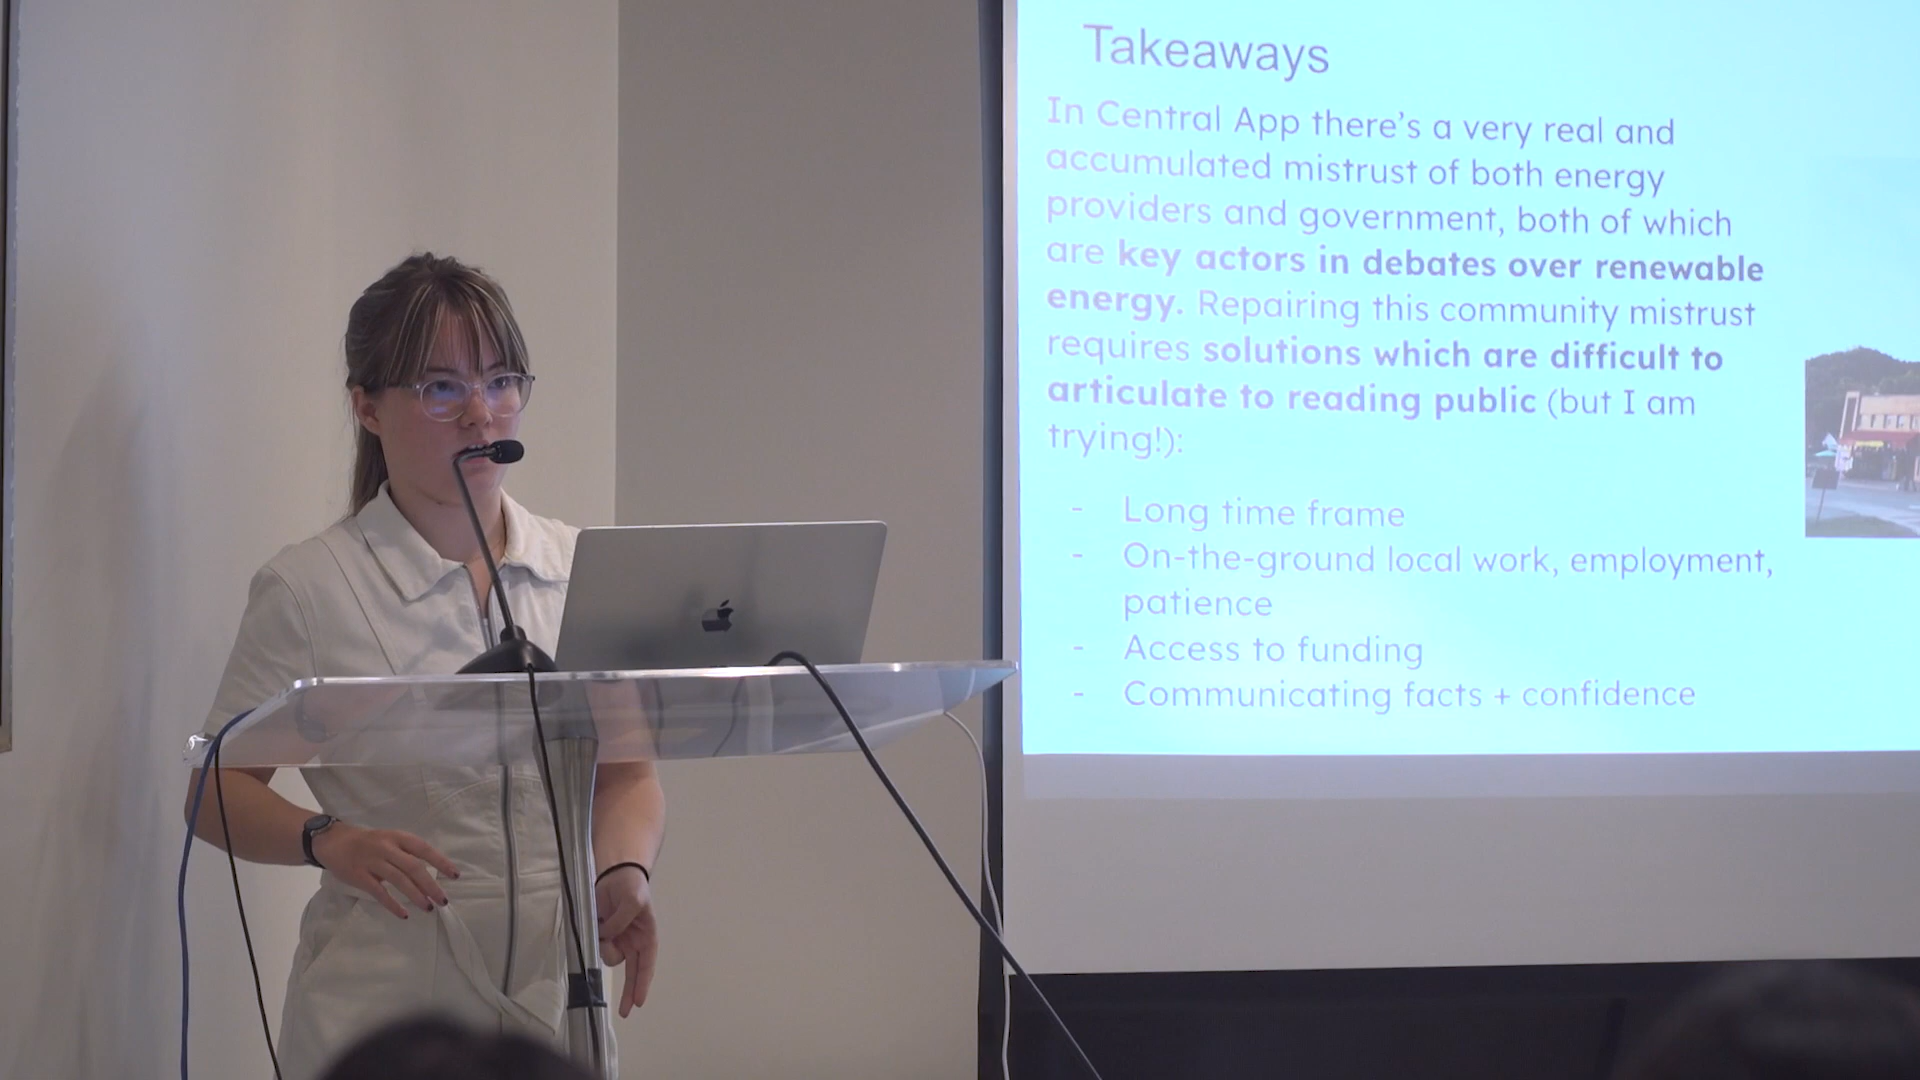 Takeaways
In Central App there's a very real and
accumulated mistrust of both energy
providers and government, both of which
are key actors in debates over renewable
energy. Repairing this community mistrust
requires solutions which are difficult to
articulate to reading public (but I am
trying!):
- Long time frame
- On-the-ground local work, employment,
patience
- Access to funding
- Communicating facts + confidence